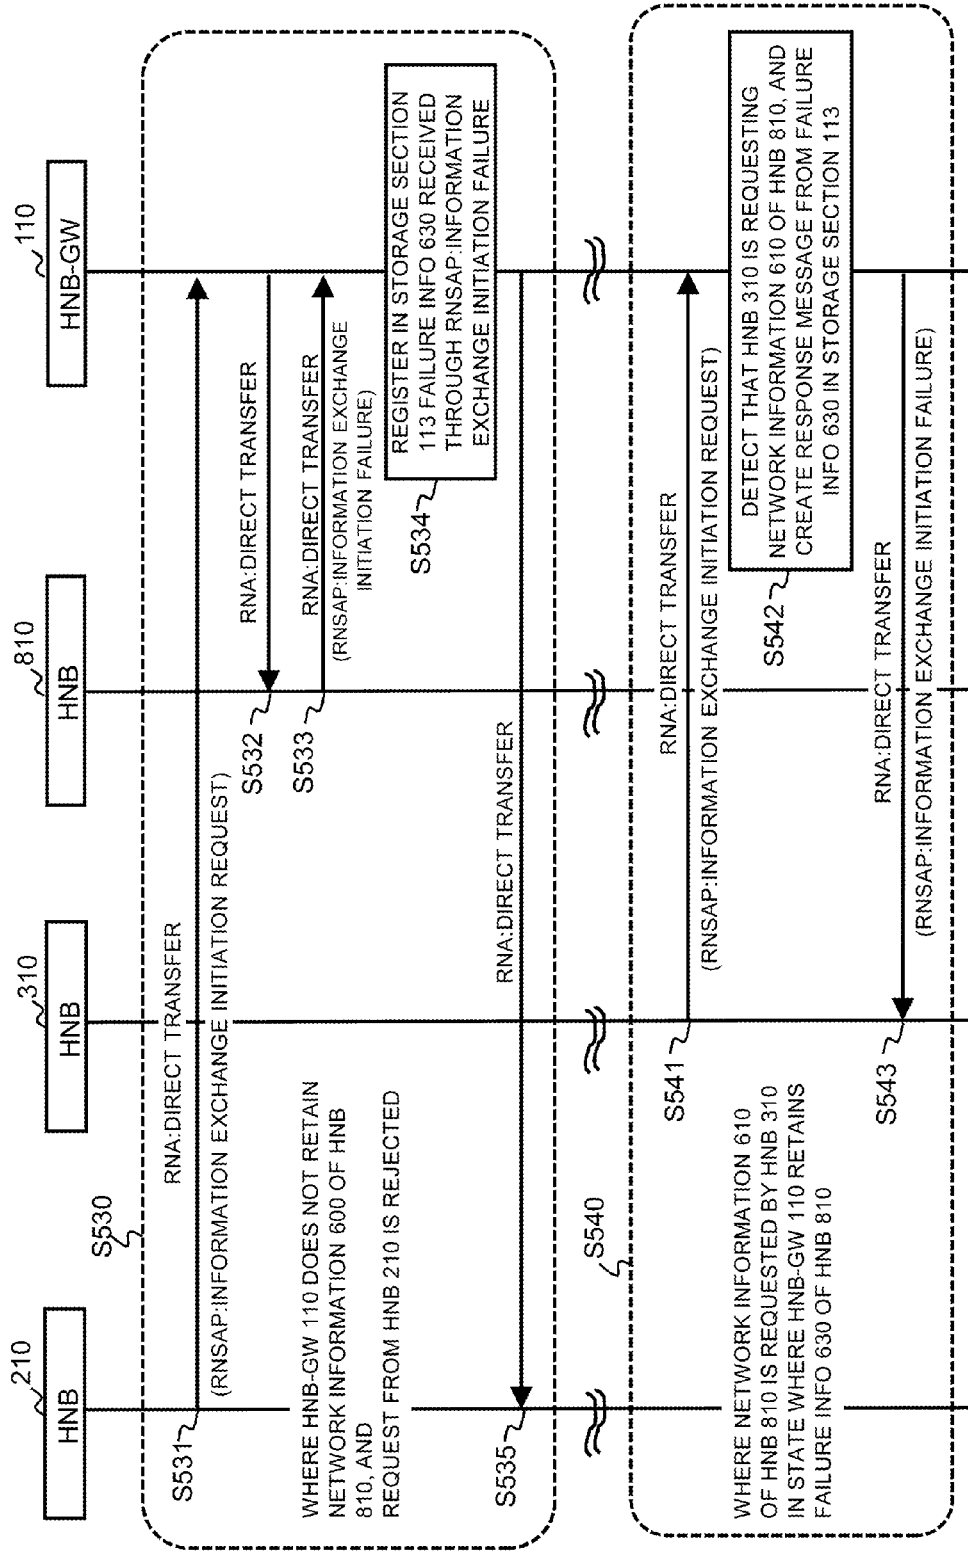 210
HNB
310
HNB
810
HNB
110
HNB-GW
S530
S531
RNA:DIRECT TRANSFER
(RNSAP:INFORMATION EXCHANGE INITIATION REQUEST)
WHERE HNB-GW 110 DOES NOT RETAIN
NETWORK INFORMATION 600 OF HNB
810, AND
REQUEST FROM HNB 210 IS REJECTED
S532
RNA:DIRECT TRANSFER
S533
RNA:DIRECT TRANSFER
(RNSAP:INFORMATION EXCHANGE
INITIATION FAILURE)
S534
REGISTER IN STORAGE SECTION
113 FAILURE INFO 630 RECEIVED
THROUGH RNSAP:INFORMATION
EXCHANGE INITIATION FAILURE
S535
RNA:DIRECT TRANSFER
S540
WHERE NETWORK INFORMATION 610
OF HNB 810 IS REQUESTED BY HNB 310
IN STATE WHERE HNB-GW 110 RETAINS
FAILURE INFO 630 OF HNB 810
S541
RNA:DIRECT TRANSFER
(RNSAP:INFORMATION EXCHANGE INITIATION REQUEST)
S542
DETECT THAT HNB 310 IS REQUESTING
NETWORK INFORMATION 610 OF HNB 810, AND
CREATE RESPONSE MESSAGE FROM FAILURE
INFO 630 IN STORAGE SECTION 113
S543
RNA:DIRECT TRANSFER
(RNSAP:INFORMATION EXCHANGE INITIATION FAILURE)